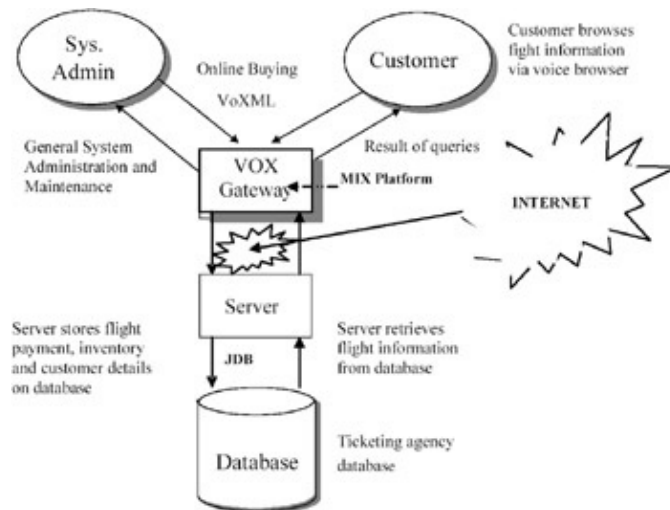 Sys.
Admin
Customer
Customer browses
fight information
via voice browser
Online Buying
VoXML
General System
Administration and
Maintenance
VOX
Gateway
Result of queries
MIX Platform
INTERNET
Server
Server stores flight
payment, inventory
and customer details
on database
JDB
Server retrieves
flight information
from database
Database
Ticketing agency
database